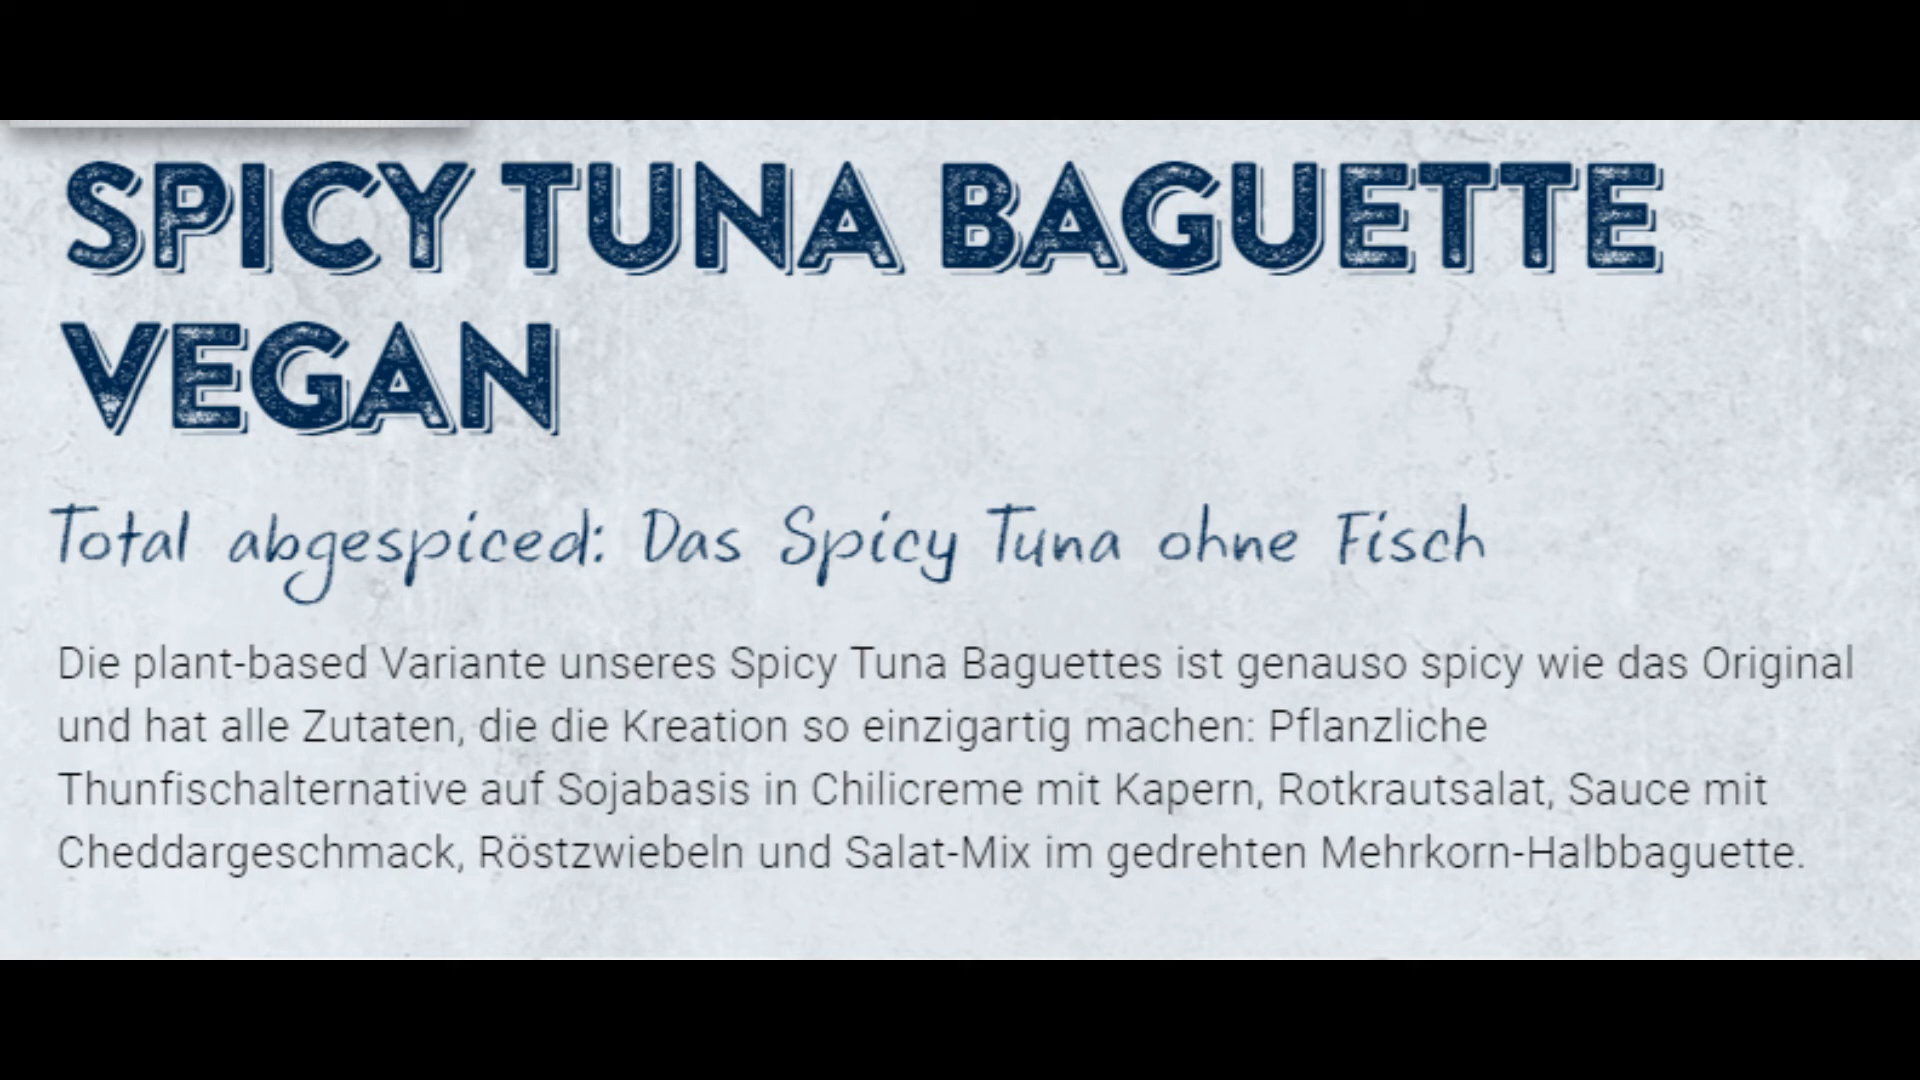 SPICY TUNA BAGUETTE
VEGAN
Total abgespiced: Das Spicy Tuna ohne Fisch
Die plant-based Variante unseres Spicy Tuna Baguettes ist genauso spicy wie das Original
und hat alle Zutaten, die die Kreation so einzigartig machen: Pflanzliche
Thunfischalternative auf Sojabasis in Chilicreme mit Kapern, Rotkrautsalat, Sauce mit
Cheddargeschmack, Röstzwiebeln und Salat-Mix im gedrehten Mehrkorn-Halbbaguette.